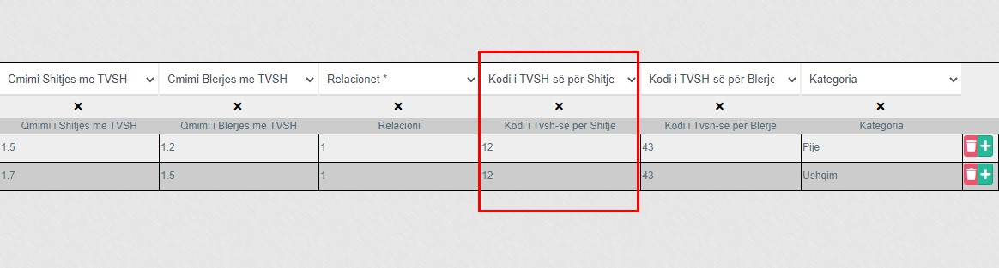 Cmimi Shitjes me TVSH Cmimi Blerjes me TVSH Relacionet * Kodi i TVSH-së për Shitje Kodi i TVSH-së për Blerje Kategoria
Qmimi i Shitjes me TVSH Qmimi i Blerjes me TVSH Relacioni Kodi i Tvsh-së për Shitje Kodi i Tvsh-së për Blerje Kategoria
1.5 1.2 1 12 43 Pije
1.7 1.5 1 12 43 Ushqim